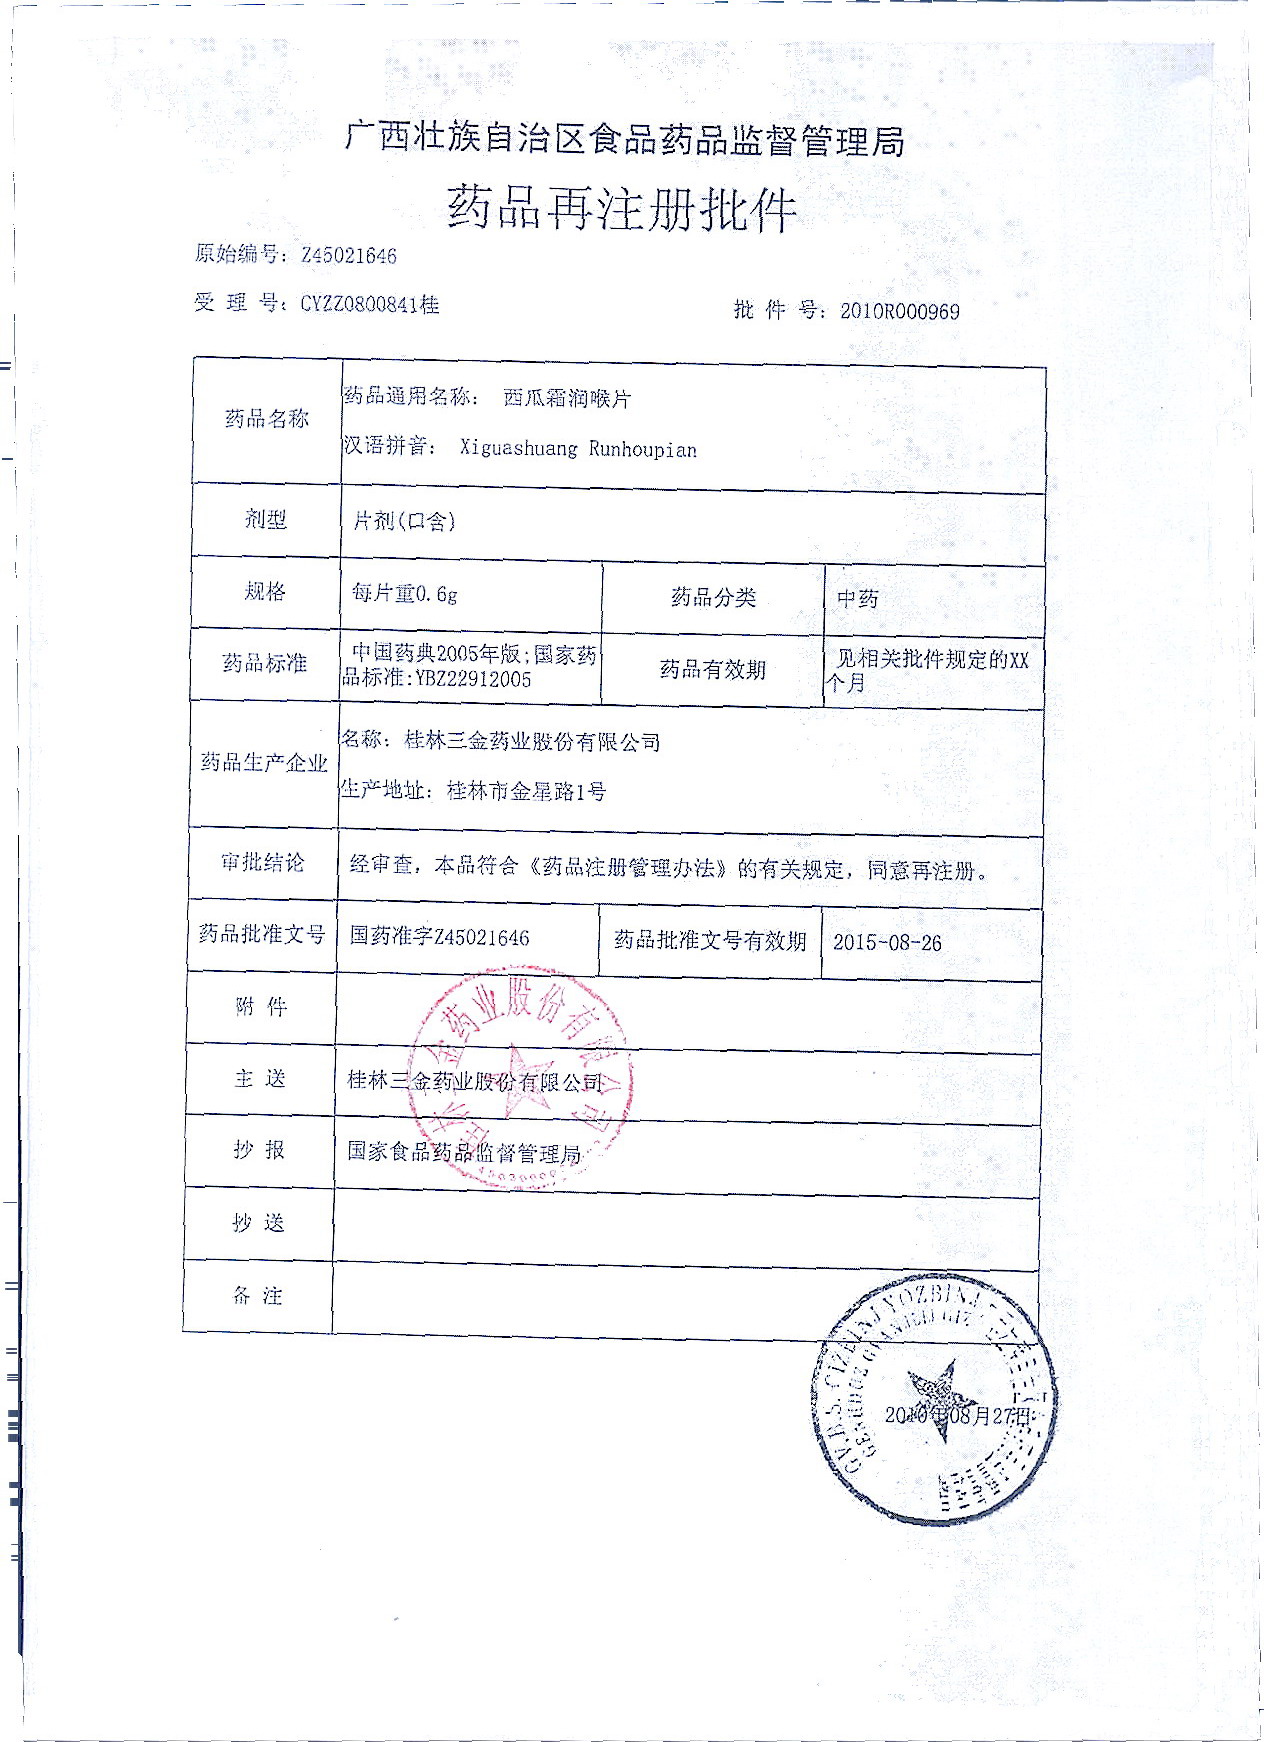 广西壮族自治区食品药品监督管理局
药品再注册批件
原始编号：Z45021646
受 理 号：CYZZ0800841桂
批 件 号：2010R000969
药品名称
药品通用名称： 西瓜霜润喉片
汉语拼音： Xiguashuang Runhoupian
剂型
片剂(口含)
规格
每片重0.6g
药品分类
中药
药品标准
中国药典2005年版;国家药
品标准:YBZ22912005
药品有效期
见相关批件规定的XX
个月
药品生产企业
名称：桂林三金药业股份有限公司
生产地址：桂林市金星路1号
审批结论
经审查，本品符合《药品注册管理办法》的有关规定，同意再注册。
药品批准文号
国药准字Z45021646
药品批准文号有效期
2015-08-26
附 件
主 送
桂林三金药业股份有限公司
抄 报
国家食品药品监督管理局
抄 送
备 注
金药业股份有限公司
2010年08月27日